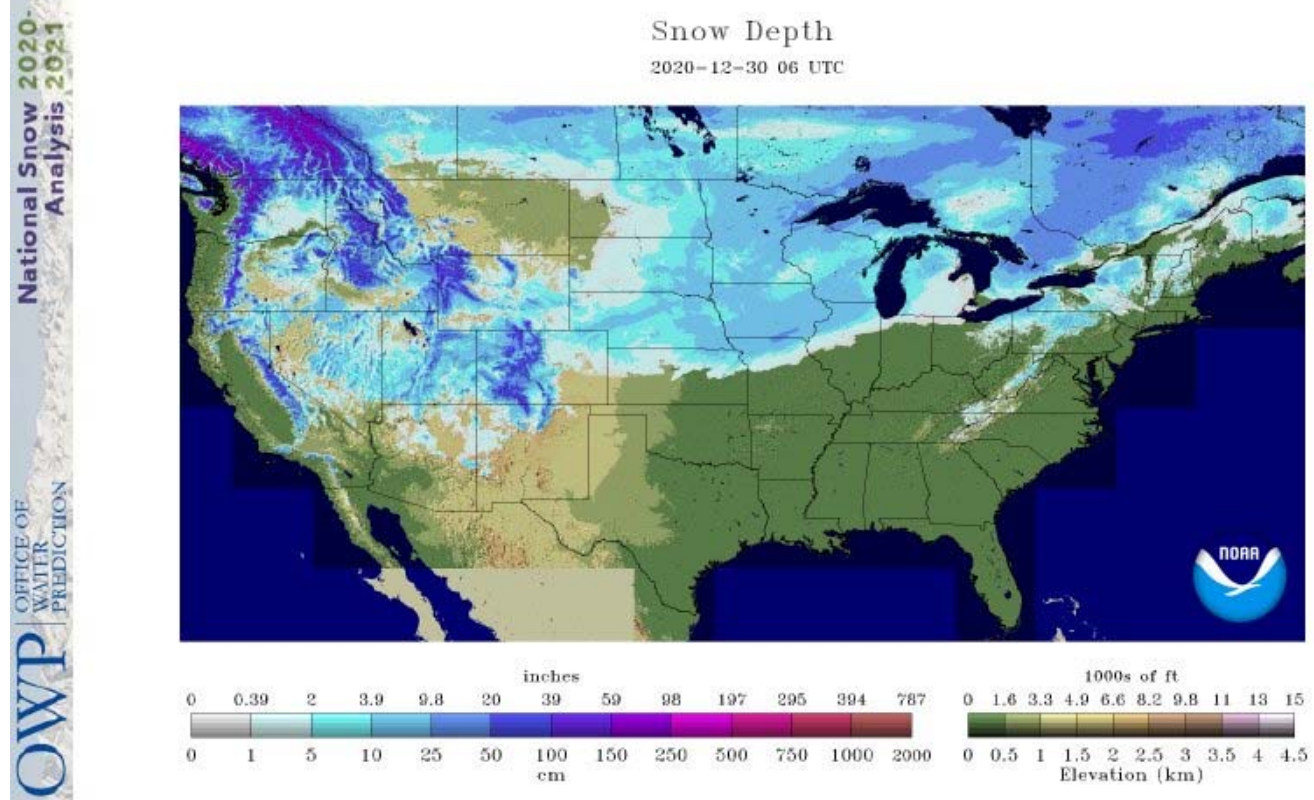 National Snow 2020-
Analysis 2021
OWP
OFFICE OF
WATER
PREDICTION
Snow Depth
2020-12-30 06 UTC
NOAA
inches
0 0.39 2 3.9 9.8 20 39 59 98 197 295 394 787
0 1 5 10 25 50 100 150 250 500 750 1000 2000
cm
1000s of ft
0 1.6 3.3 4.9 6.6 8.2 9.8 11 13 15
0 0.5 1 1.5 2 2.5 3 3.5 4 4.5
Elevation (km)